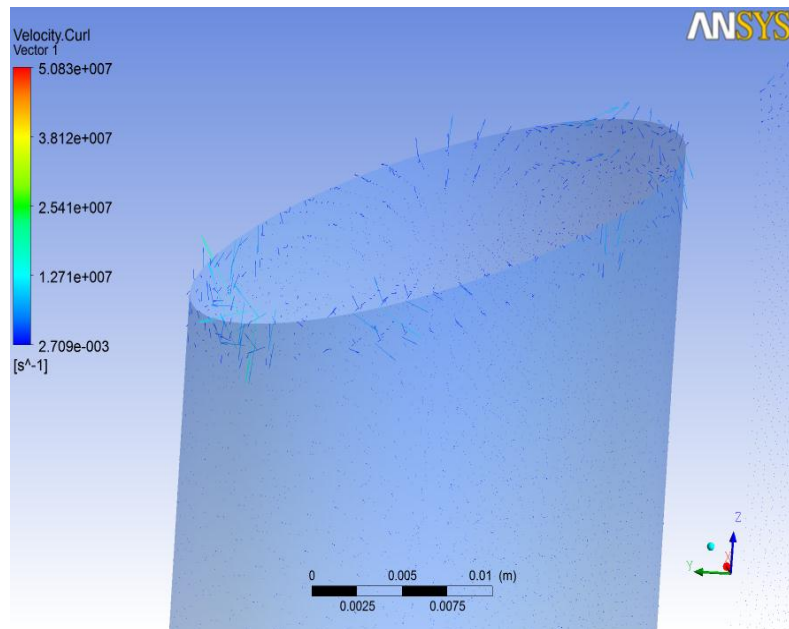 ANSYS
Velocity.Curl
Vector 1
5.083e+007
3.812e+007
2.541e+007
1.271e+007
2.709e-003
[s^-1]
0 0.005 0.01 (m)
0.0025 0.0075
Z
Y
X